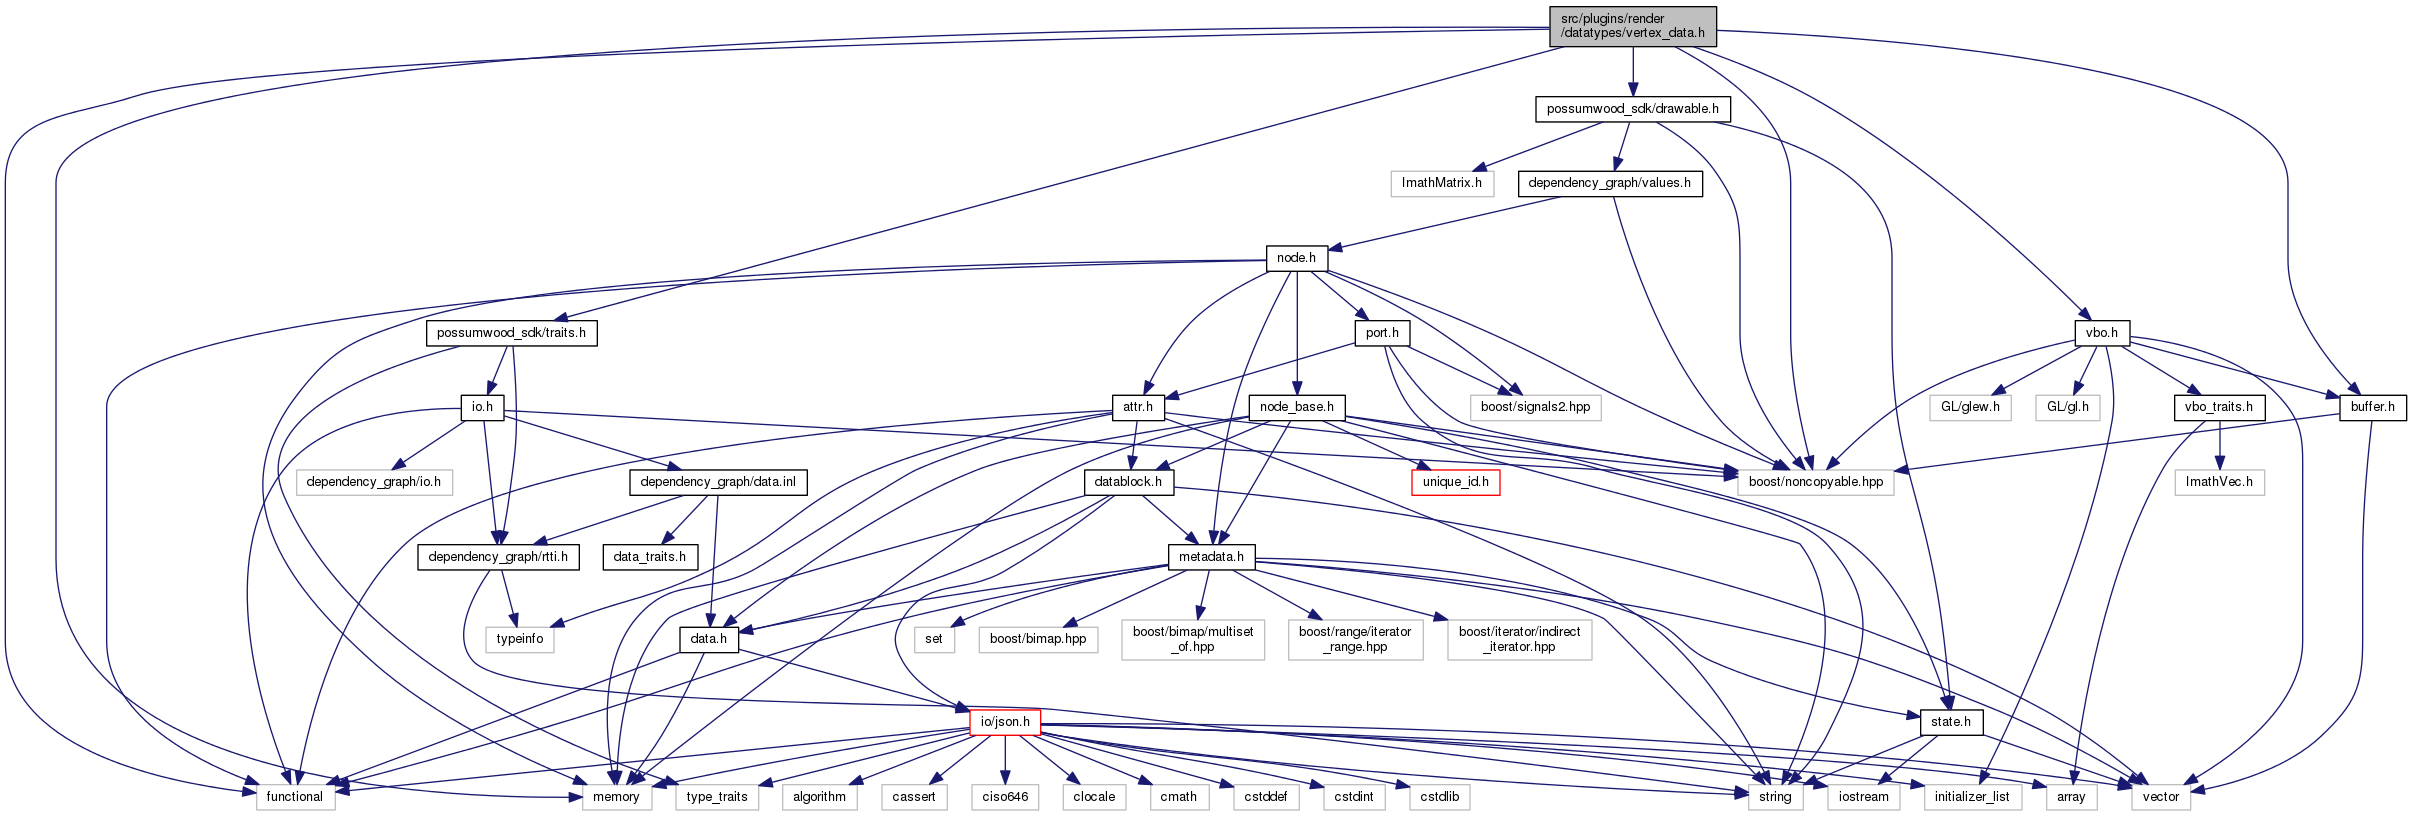 src/plugins/render
/datatypes/vertex_data.h
possumwood_sdk/drawable.h
ImathMatrix.h
dependency_graph/values.h
node.h
possumwood_sdk/traits.h
port.h
vbo.h
io.h
attr.h
node_base.h
boost/signals2.hpp
GL/glew.h
GL/gl.h
vbo_traits.h
buffer.h
dependency_graph/io.h
dependency_graph/data.inl
datablock.h
unique_id.h
boost/noncopyable.hpp
ImathVec.h
dependency_graph/rtti.h
data_traits.h
metadata.h
typeinfo
data.h
set
boost/bimap.hpp
boost/bimap/multiset
_of.hpp
boost/range/iterator
_range.hpp
boost/iterator/indirect
_iterator.hpp
io/json.h
state.h
functional
memory
type_traits
algorithm
cassert
ciso646
clocale
cmath
cstddef
cstdint
cstdlib
string
iostream
initializer_list
array
vector